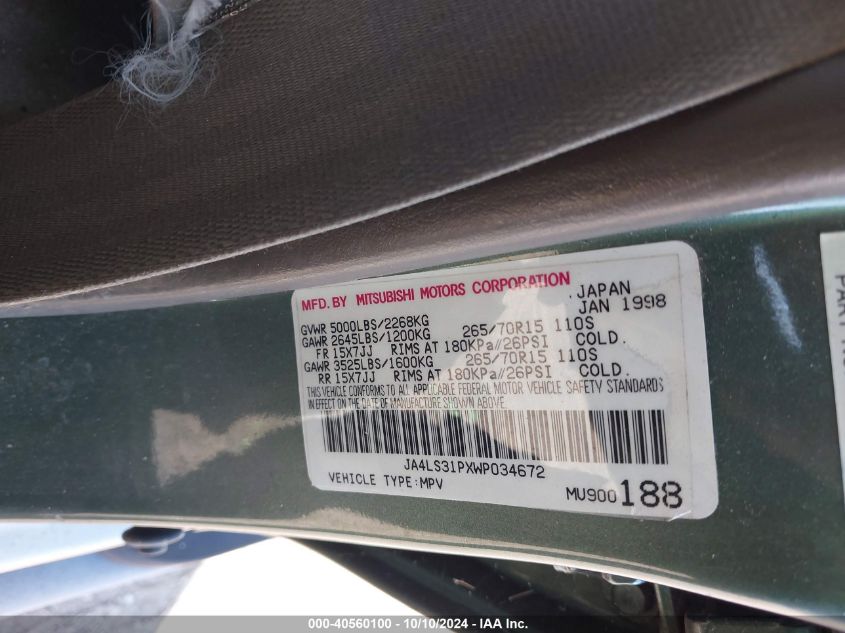 MFD. BY MITSUBISHI MOTORS CORPORATION JAPAN
JAN 1998
GVWR 5000LBS/2268KG
GAWR 2645LBS/1200KG 265/70R15 110S
FR 15X7JJ RIMS AT 180KPa//26PSI COLD.
GAWR 3525LBS/1600KG 265/70R15 110S
RR 15X7JJ RIMS AT 180KPa//26PSI COLD.
THIS VEHICLE CONFORMS TO ALL APPLICABLE FEDERAL MOTOR VEHICLE SAFETY STANDARDS
IN EFFECT ON THE DATE OF MANUFACTURE SHOWN ABOVE.
JA4LS31PXWP034672
VEHICLE TYPE:MPV
MU900188
000-40560100 - 10/10/2024 - IAA Inc.